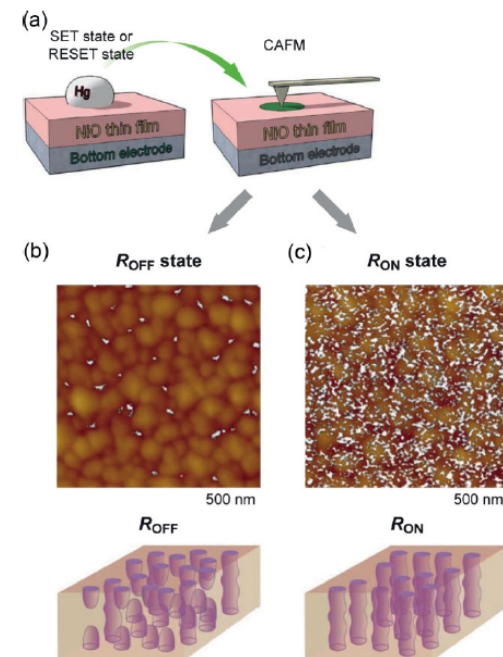 (a)
SET state or
RESET state
CAFM
Hg
NiO thin film
Bottom electrode
NiO thin film
Bottom electrode
(b)
R_OFF state
(c)
R_ON state
500 nm
500 nm
R_OFF
R_ON